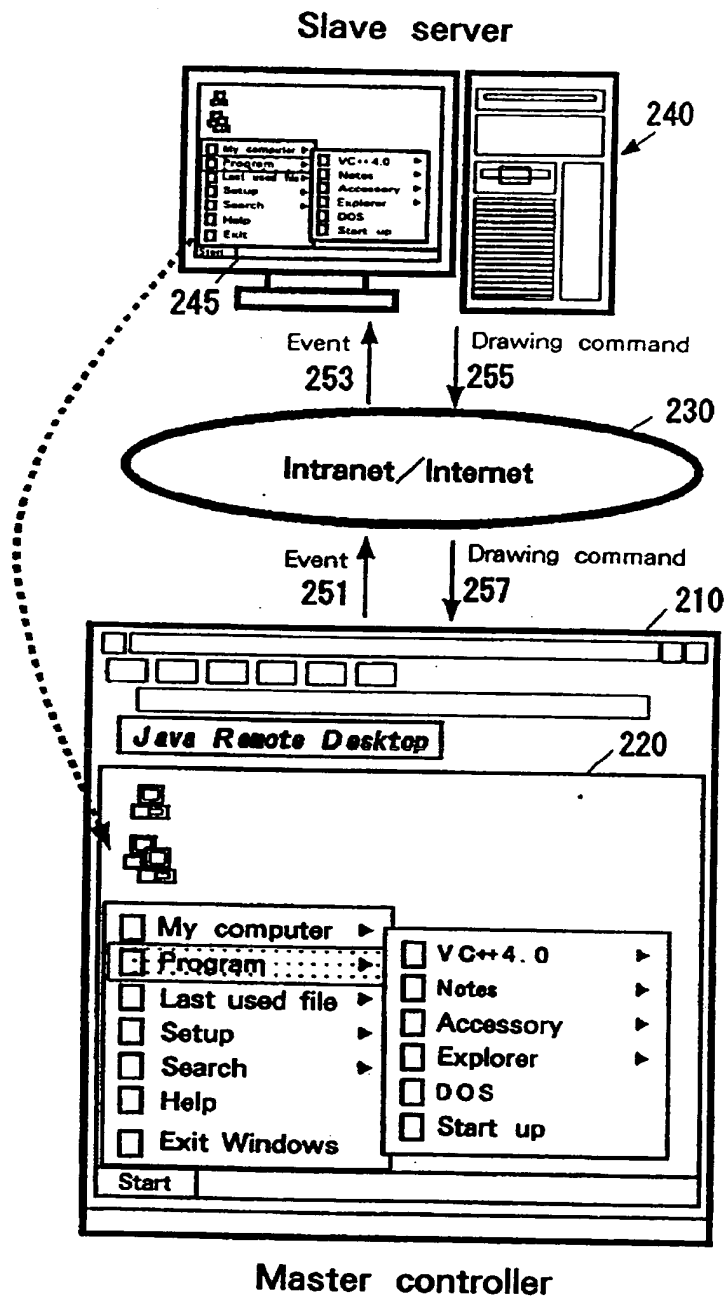 Slave server
240
My computer
Program
Last used file
Setup
Search
Help
Exit
VC++4.0
Notes
Accessory
Explorer
DOS
Start up
Start
245
Event
253
Drawing command
255
230
Intranet/Internet
Event
251
Drawing command
257
210
Java Remote Desktop
220
My computer
Program
Last used file
Setup
Search
Help
Exit Windows
VC++4.0
Notes
Accessory
Explorer
DOS
Start up
Start
Master controller